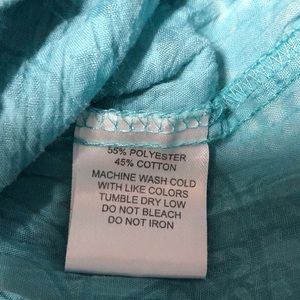 55% POLYESTER
45% COTTON
MACHINE WASH COLD
WITH LIKE COLORS
TUMBLE DRY LOW
DO NOT BLEACH
DO NOT IRON